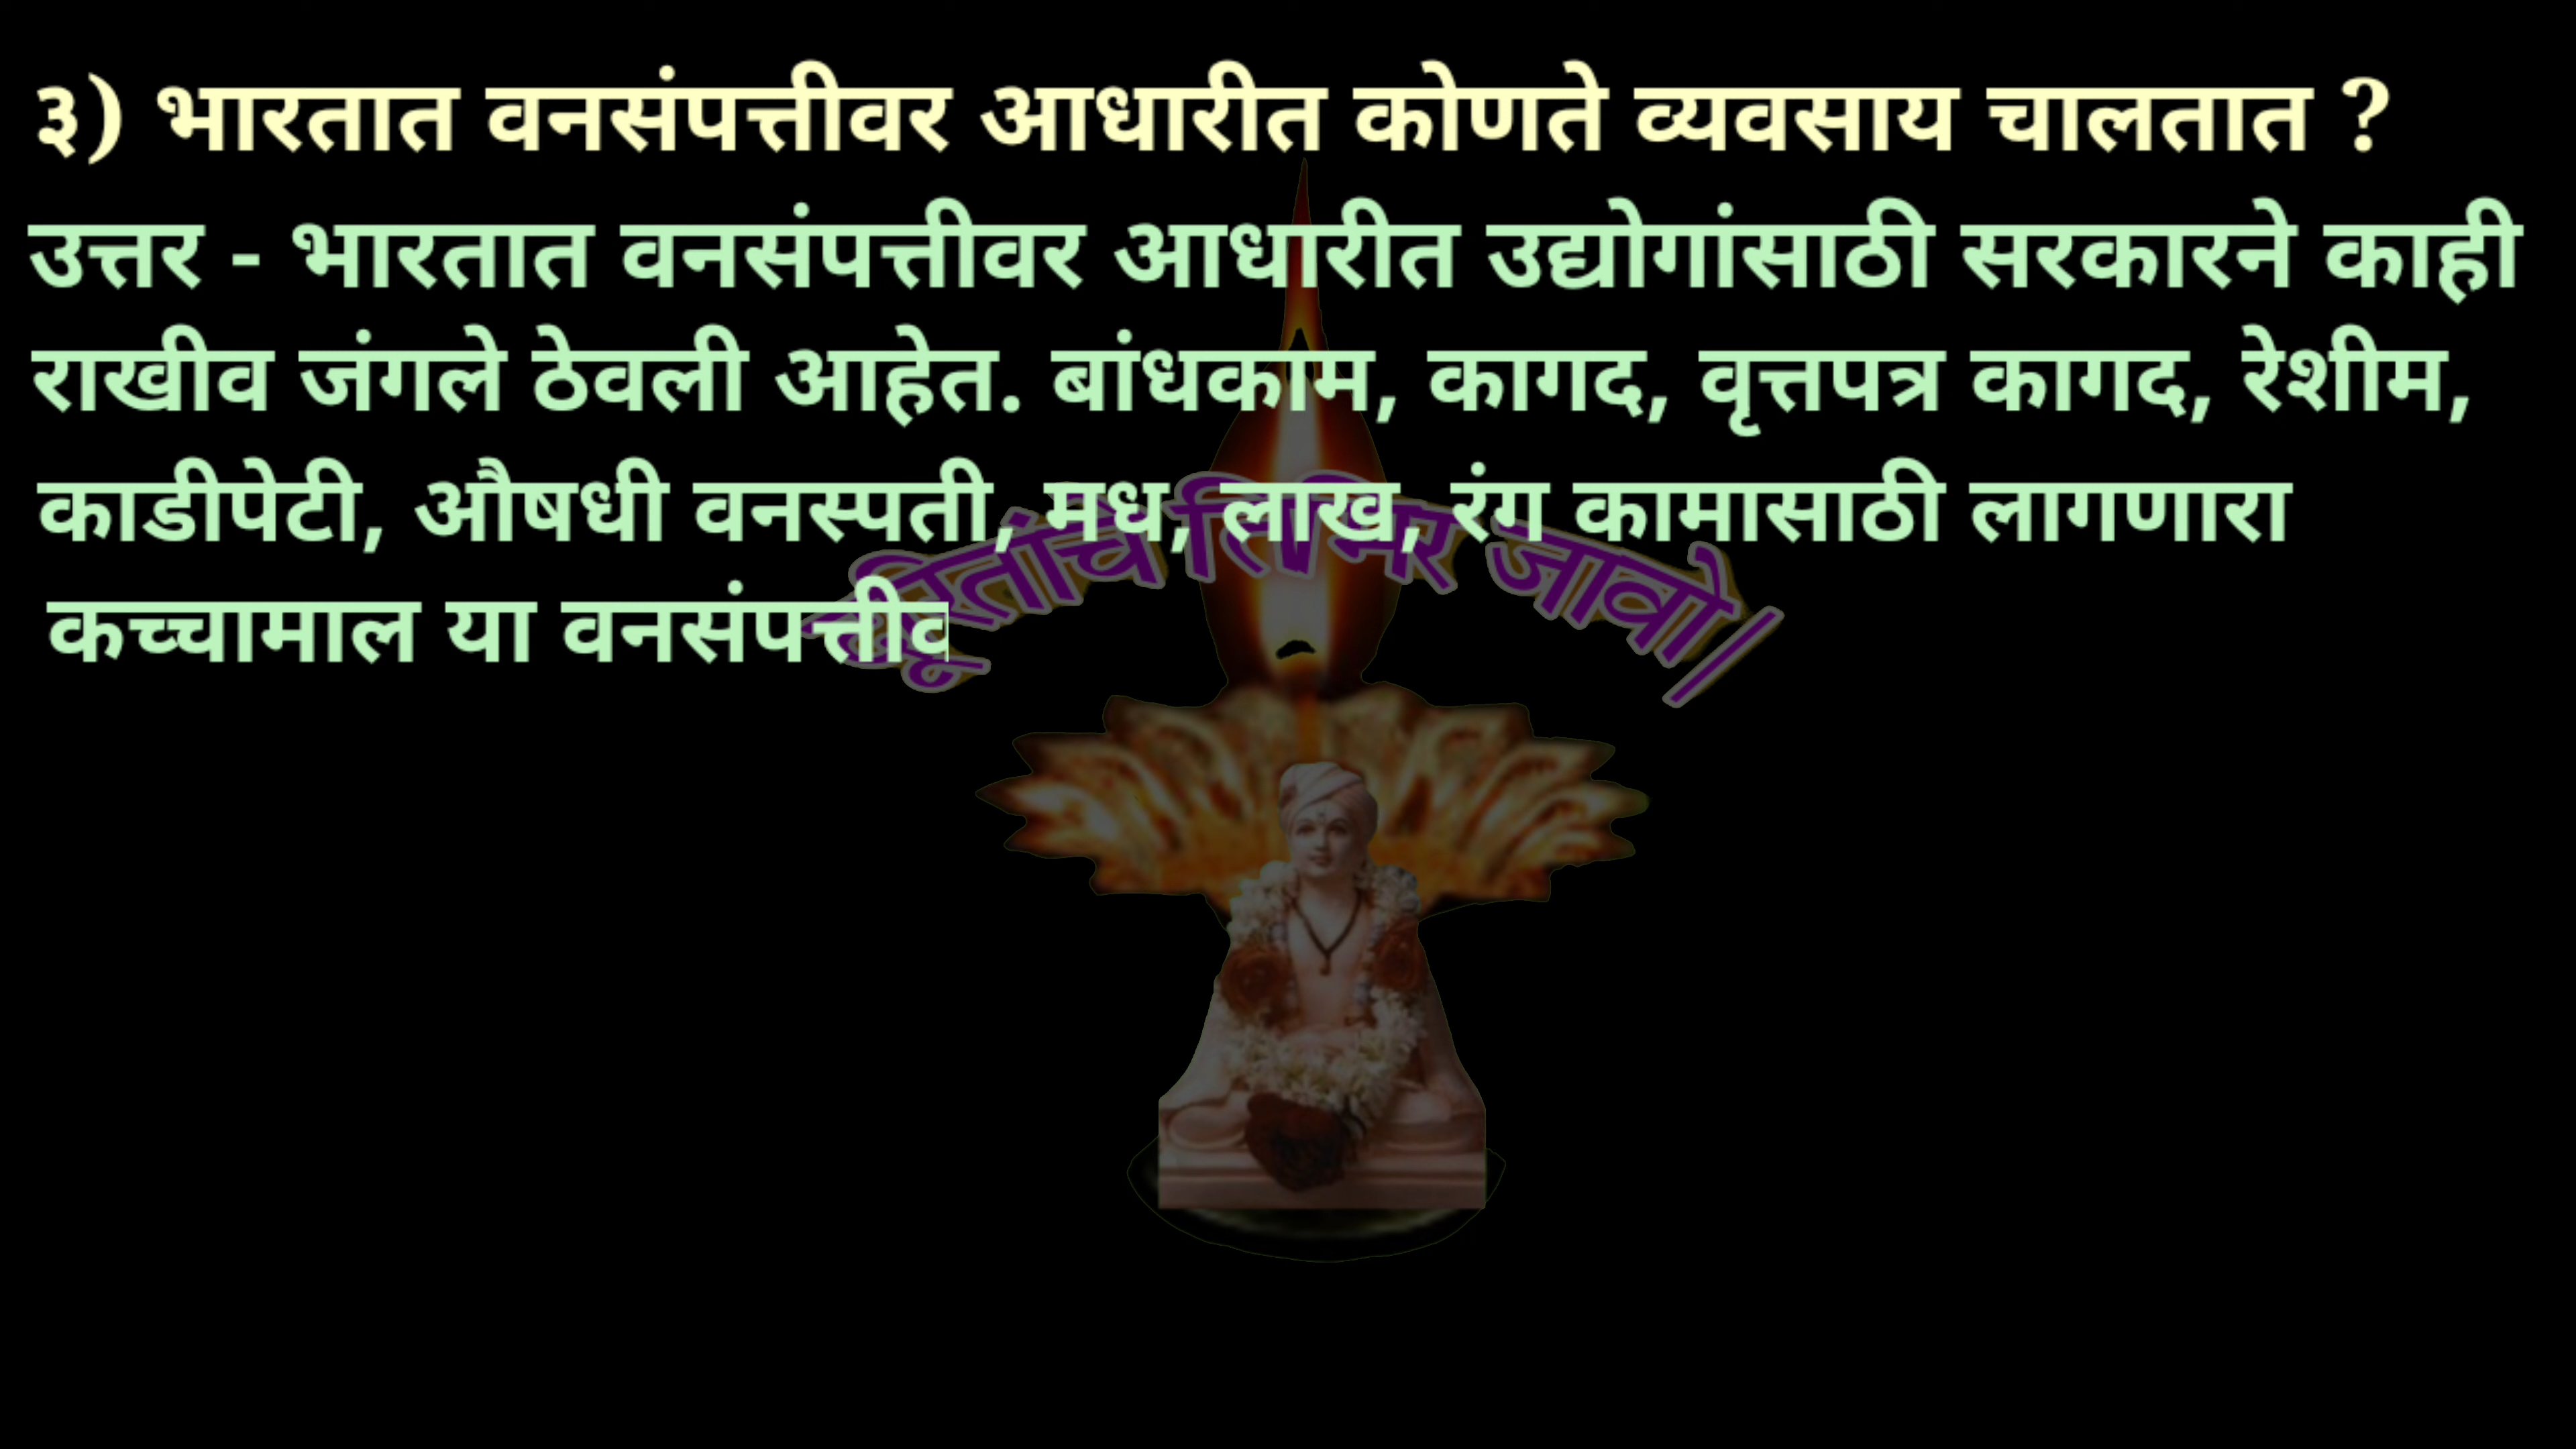 ३) भारतात वनसंपत्तीवर आधारीत कोणते व्यवसाय चालतात ?
उत्तर - भारतात वनसंपत्तीवर आधारीत उद्योगांसाठी सरकारने काही
राखीव जंगले ठेवली आहेत. बांधकाम, कागद, वृत्तपत्र कागद, रेशीम,
काडीपेटी, औषधी वनस्पती, मध, लाख, रंग कामासाठी लागणारा
कच्चामाल या वनसंपत्तीव
तिमिर जावो|